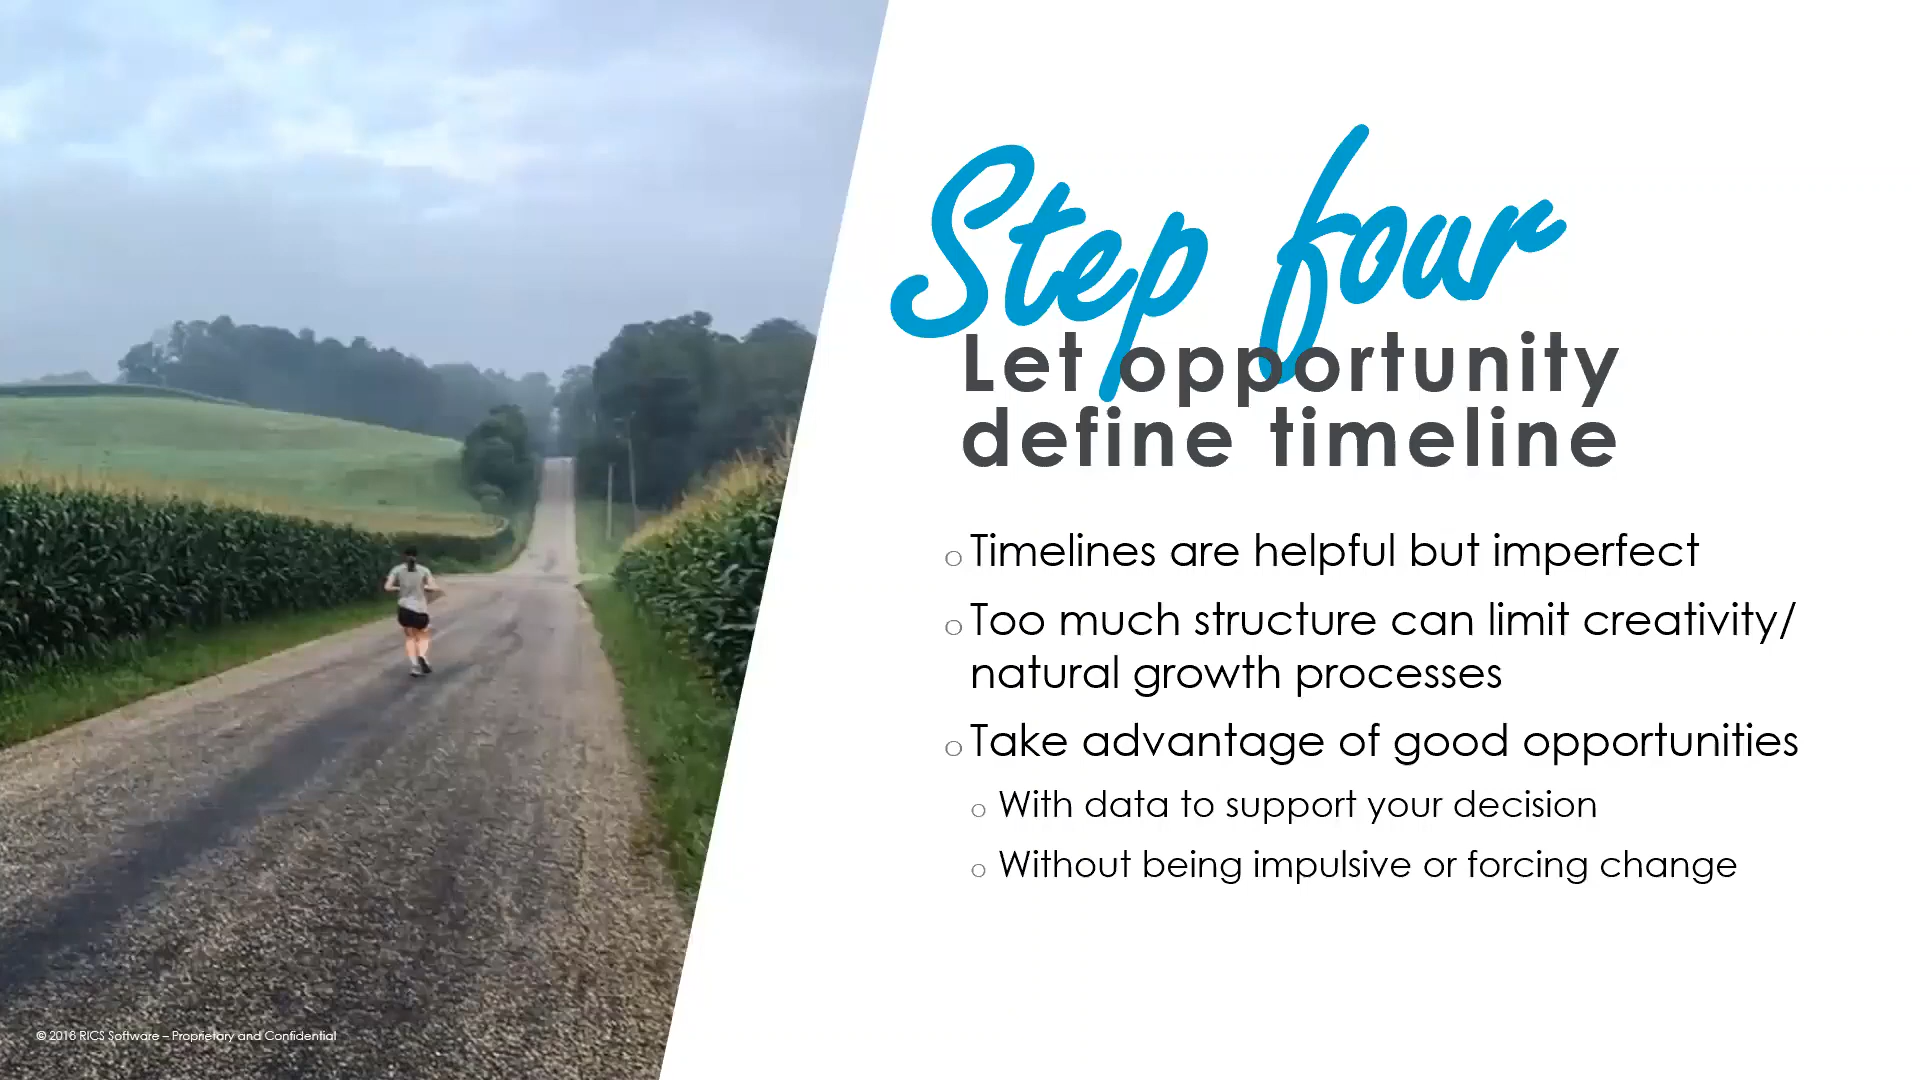 Step four
Let opportunity
define timeline
o Timelines are helpful but imperfect
o Too much structure can limit creativity/
natural growth processes
o Take advantage of good opportunities
o With data to support your decision
o Without being impulsive or forcing change
© 2018 RICS Software – Proprietary and Confidential